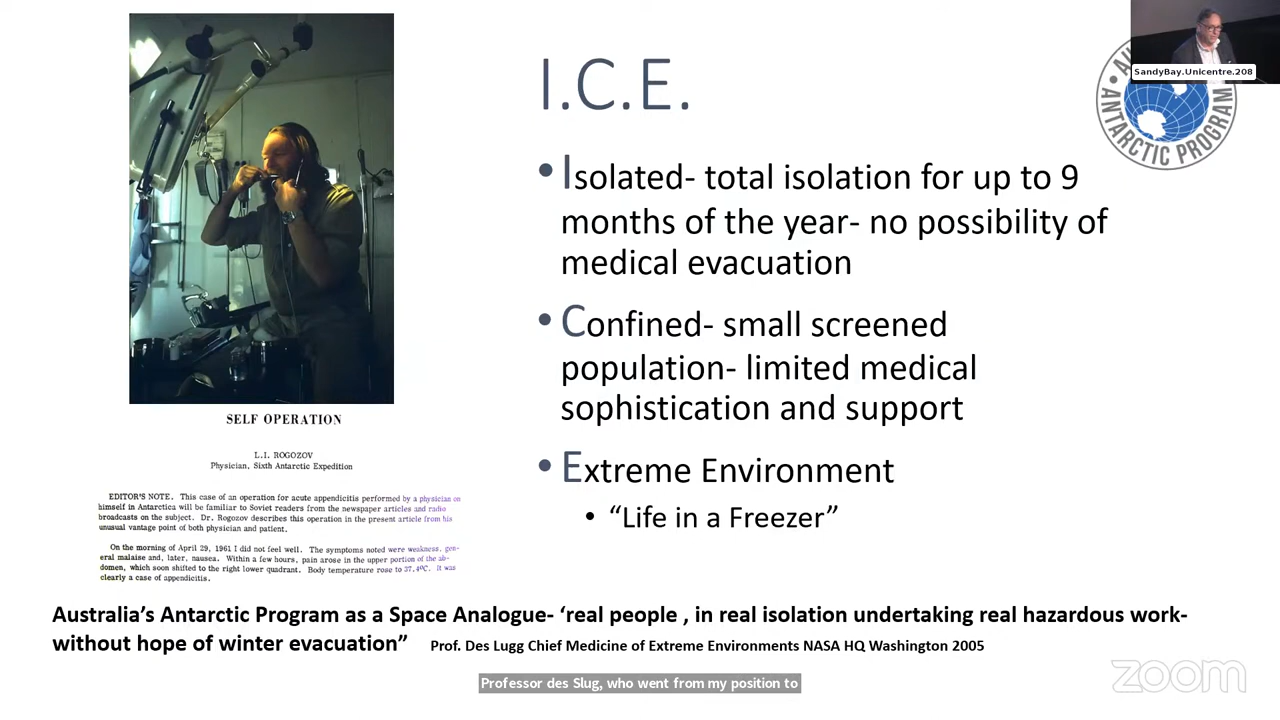 I.C.E.
• Isolated- total isolation for up to 9
months of the year- no possibility of
medical evacuation
• Confined- small screened
population- limited medical
sophistication and support
• Extreme Environment
• “Life in a Freezer”
SandyBay.Unicentre.208
ANTARCTIC PROGRAM
SELF OPERATION
L.I. ROGOZOV
Physician, Sixth Antarctic Expedition
EDITOR'S NOTE. This case of an operation for acute appendicitis performed by a physician on
himself in Antarctica will be familiar to Soviet readers from the newspaper articles and radio
broadcasts on the subject. Dr. Rogozov describes this operation in the present article from his
unusual vantage point of both physician and patient.
On the morning of April 29, 1961 I did not feel well. The symptoms noted were weakness, gen-
eral malaise and, later, nausea. Within a few hours, pain arose in the upper portion of the ab-
domen, which soon shifted to the right lower quadrant. Body temperature rose to 37.4°C. It was
clearly a case of appendicitis.
Australia’s Antarctic Program as a Space Analogue- ‘real people , in real isolation undertaking real hazardous work-
without hope of winter evacuation” Prof. Des Lugg Chief Medicine of Extreme Environments NASA HQ Washington 2005
Professor des Slug, who went from my position to
zoom